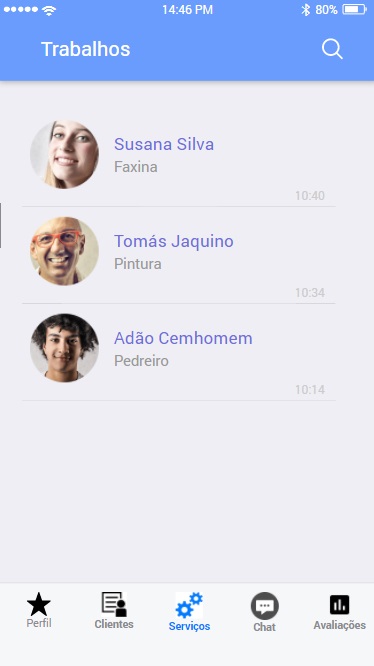 14:46 PM
80%
Trabalhos
Susana Silva
Faxina
10:40
Tomás Jaquino
Pintura
10:34
Adão Cemhomem
Pedreiro
10:14
Perfil
Clientes
Serviços
Chat
Avaliações